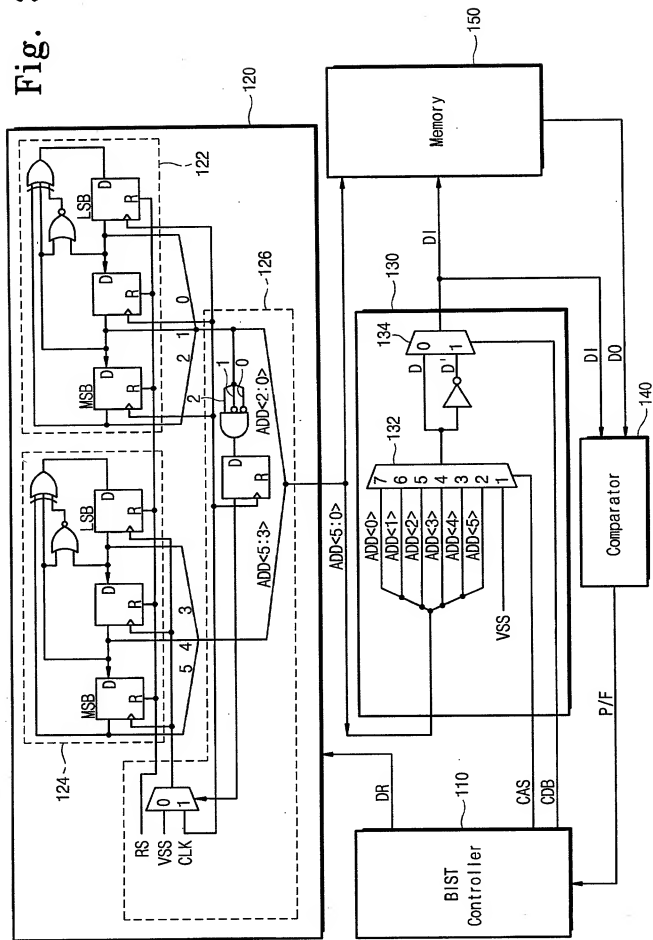 Fig.
120
122
124
126
D
LSB
R
D
R
D
MSB
R
D
LSB
R
D
R
D
MSB
R
2
1
0
5
4
3
2
1
0
D
R
ADD<2:0>
ADD<5:3>
0
1
RS
VSS
CLK
ADD<5:0>
150
Memory
DI
130
134
D
0
D'
1
132
7
6
5
4
3
2
1
ADD<0>
ADD<1>
ADD<2>
ADD<3>
ADD<4>
ADD<5>
VSS
DI
DO
140
Comparator
P/F
DR
110
CAS
CDB
BIST
Controller